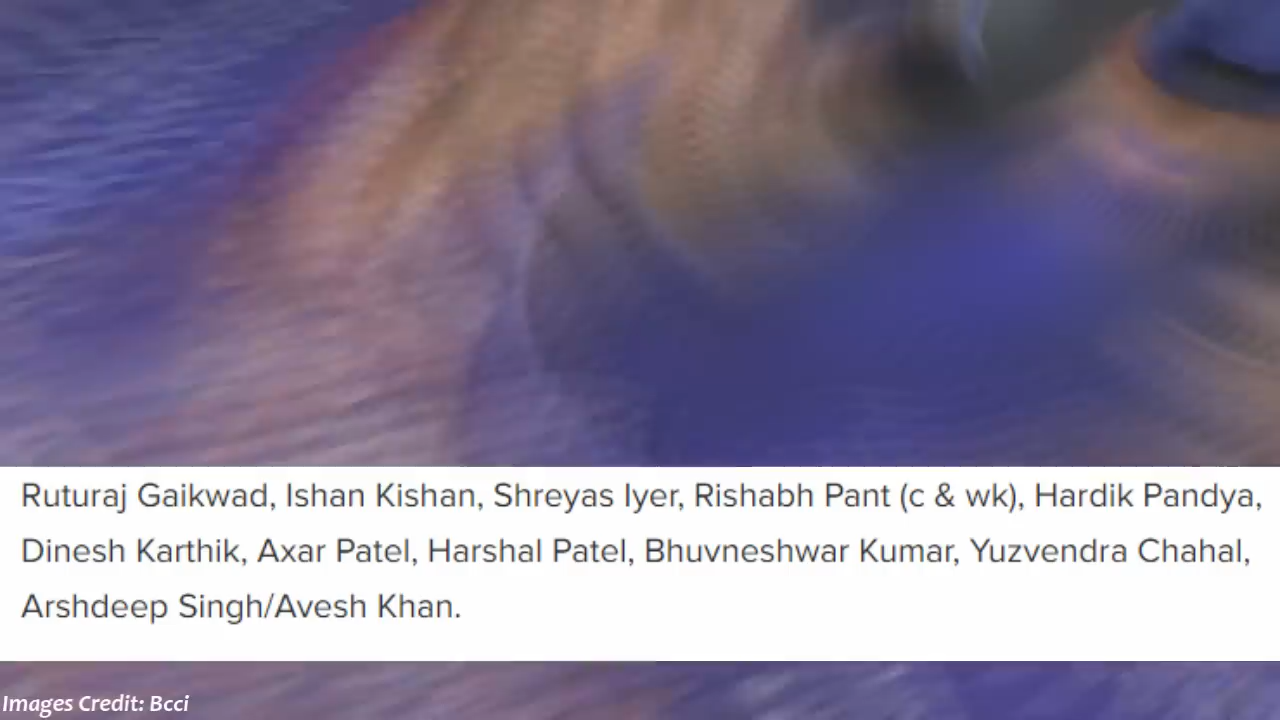 Ruturaj Gaikwad, Ishan Kishan, Shreyas Iyer, Rishabh Pant (c & wk), Hardik Pandya,
Dinesh Karthik, Axar Patel, Harshal Patel, Bhuvneshwar Kumar, Yuzvendra Chahal,
Arshdeep Singh/Avesh Khan.
Images Credit: Bcci